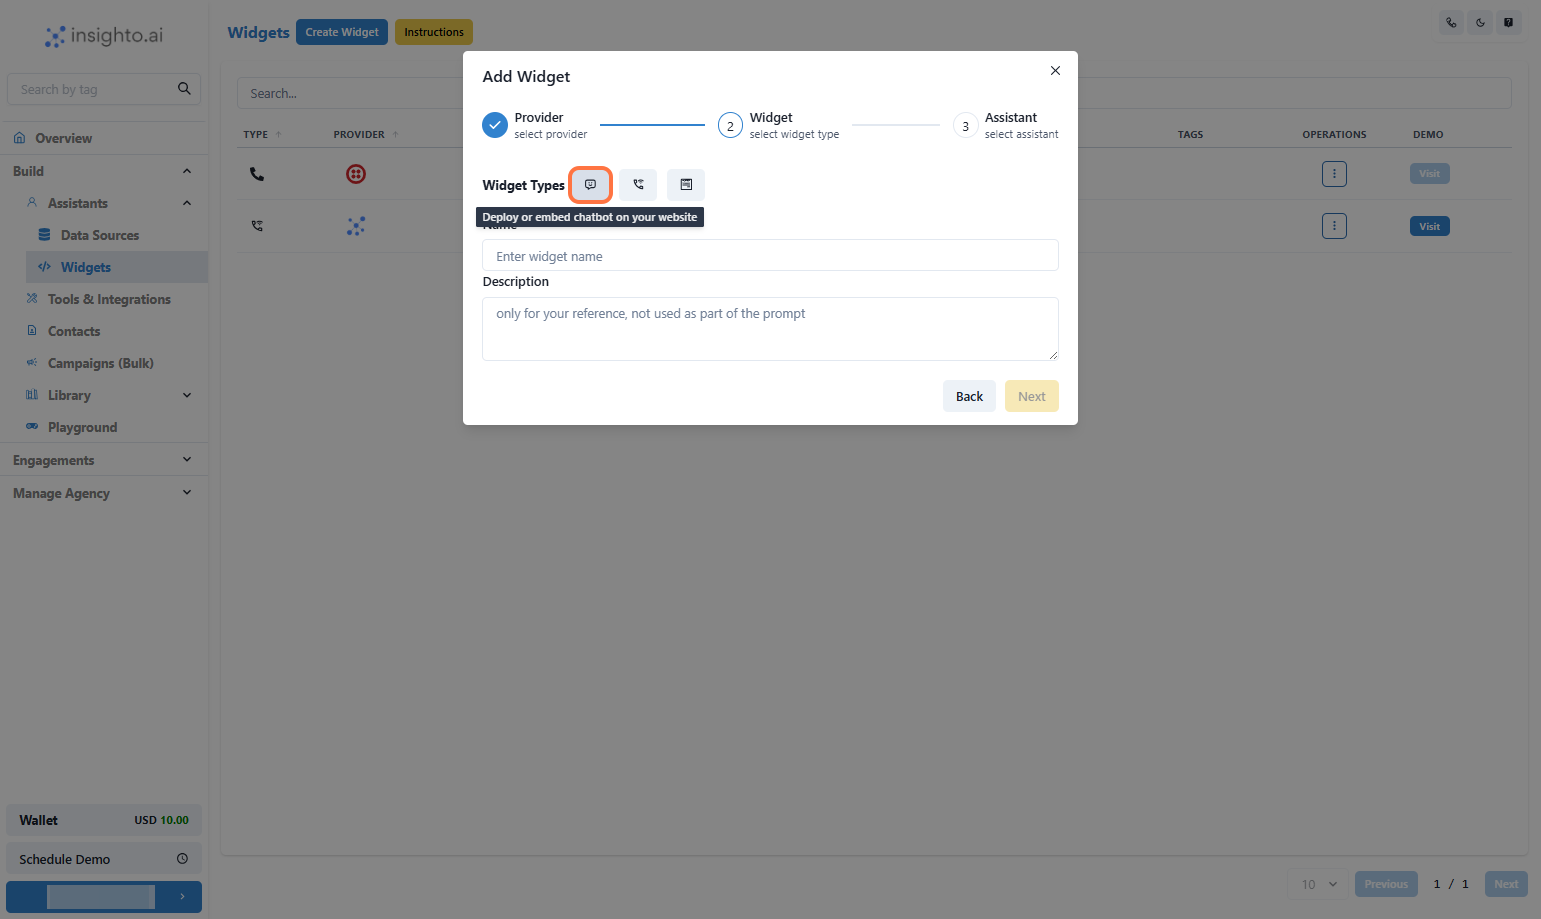 insighto.ai
Search by tag
Overview
Build
Assistants
Data Sources
Widgets
Tools & Integrations
Contacts
Campaigns (Bulk)
Library
Playground
Engagements
Manage Agency
Wallet USD 10.00
Schedule Demo
Widgets Create Widget Instructions
Search...
TYPE PROVIDER TAGS OPERATIONS DEMO
Visit
Visit
Add Widget
Provider
select provider
2 Widget
select widget type
3 Assistant
select assistant
Widget Types
Deploy or embed chatbot on your website
Name
Enter widget name
Description
only for your reference, not used as part of the prompt
Back Next
10 Previous 1 / 1 Next